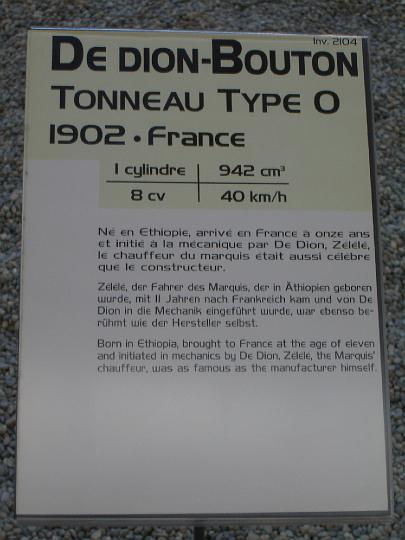 Inv. 2104
DE DION-BOUTON
TONNEAU TYPE O
1902 • FRANCE
1 cylindre 942 cm³
8 cv 40 km/h
Né en Ethiopie, arrivé en France à onze ans
et initié à la mécanique par De Dion, Zélélé,
le chauffeur du marquis était aussi célèbre
que le constructeur.
Zélélé, der Fahrer des Marquis, der in Äthiopien geboren
wurde, mit 11 Jahren nach Frankreich kam und von De
Dion in die Mechanik eingeführt wurde, war ebenso be-
rühmt wie der Hersteller selbst.
Born in Ethiopia, brought to France at the age of eleven
and initiated in mechanics by De Dion, Zélélé, the Marquis'
chauffeur, was as famous as the manufacturer himself.